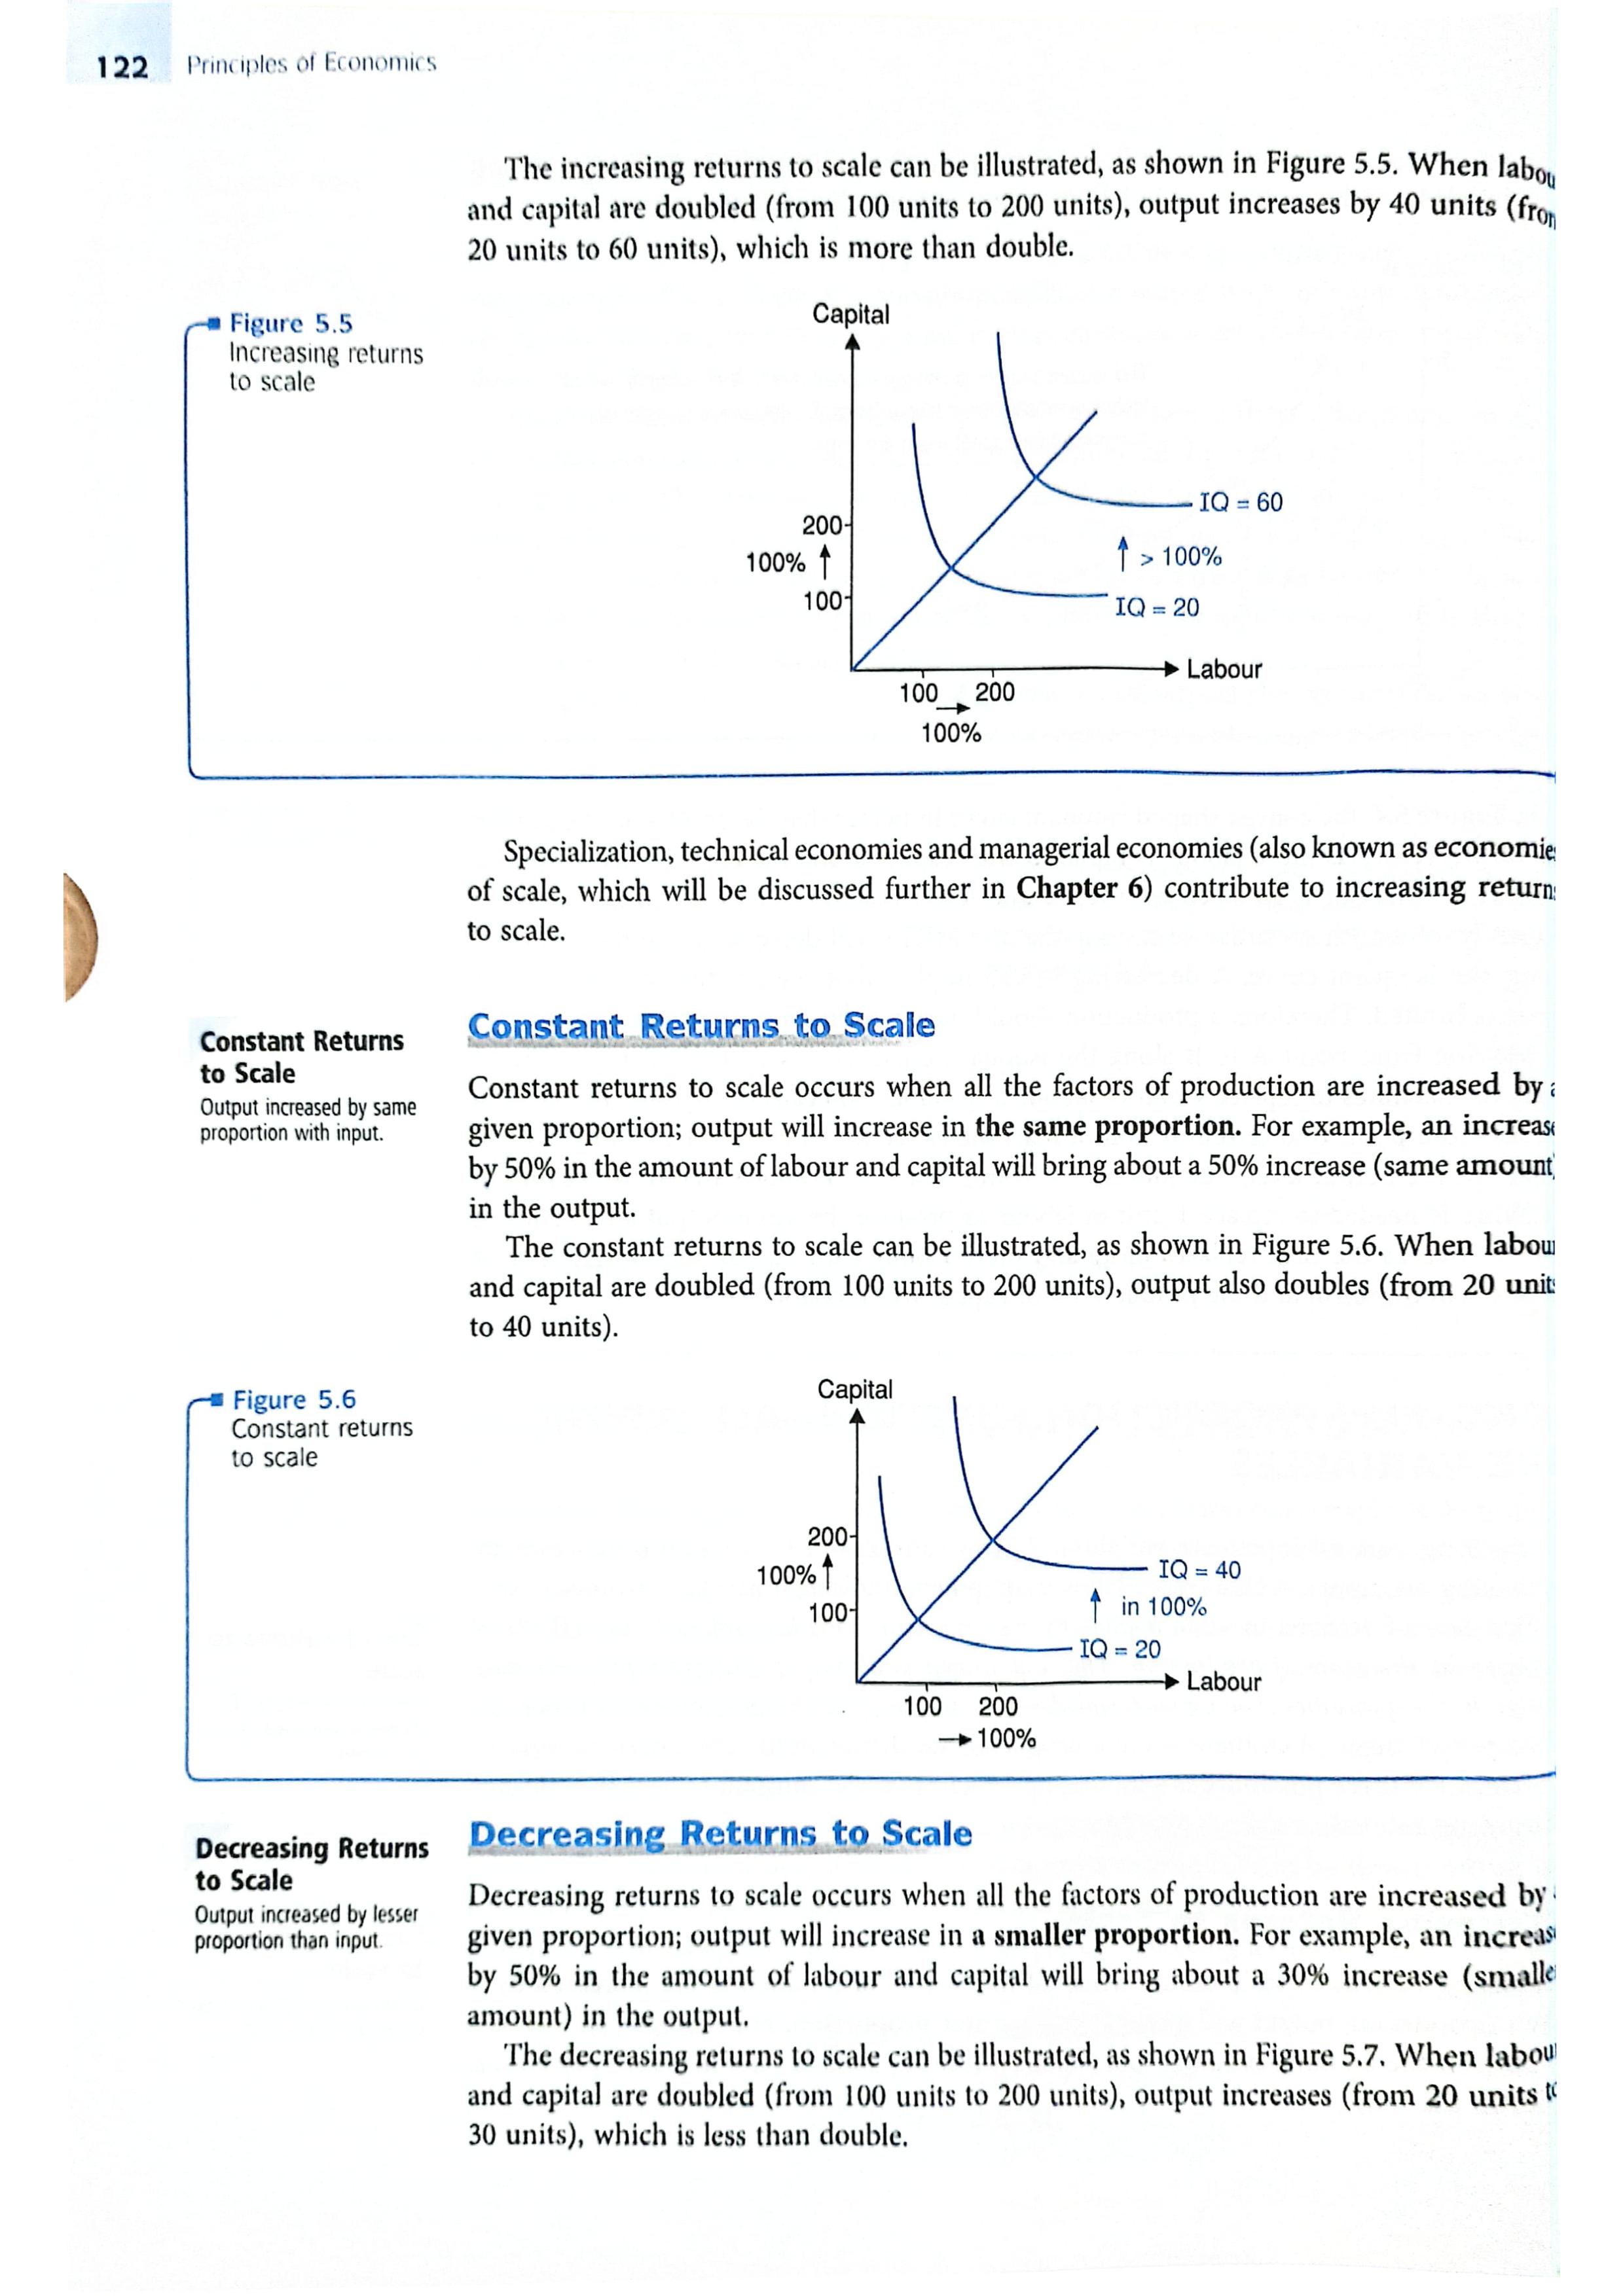 122 Principles of Economics
The increasing returns to scale can be illustrated, as shown in Figure 5.5. When labou
and capital are doubled (from 100 units to 200 units), output increases by 40 units (from
20 units to 60 units), which is more than double.
Figure 5.5
Increasing returns
to scale
Capital
IQ = 60
200
100% ↑
↑ > 100%
100
IQ = 20
Labour
100 200
→
100%
Specialization, technical economies and managerial economies (also known as economies
of scale, which will be discussed further in Chapter 6) contribute to increasing returns
to scale.
Constant Returns
to Scale
Output increased by same
proportion with input.
Constant Returns to Scale
Constant returns to scale occurs when all the factors of production are increased by a
given proportion; output will increase in the same proportion. For example, an increase
by 50% in the amount of labour and capital will bring about a 50% increase (same amount)
in the output.
The constant returns to scale can be illustrated, as shown in Figure 5.6. When labour
and capital are doubled (from 100 units to 200 units), output also doubles (from 20 units
to 40 units).
Figure 5.6
Constant returns
to scale
Capital
200
IQ = 40
100% ↑
↑ in 100%
100
IQ = 20
Labour
100 200
→ 100%
Decreasing Returns
to Scale
Output increased by lesser
proportion than input.
Decreasing Returns to Scale
Decreasing returns to scale occurs when all the factors of production are increased by
given proportion; output will increase in a smaller proportion. For example, an increas
by 50% in the amount of labour and capital will bring about a 30% increase (smalle
amount) in the output.
The decreasing returns to scale can be illustrated, as shown in Figure 5.7. When labou
and capital are doubled (from 100 units to 200 units), output increases (from 20 units to
30 units), which is less than double.